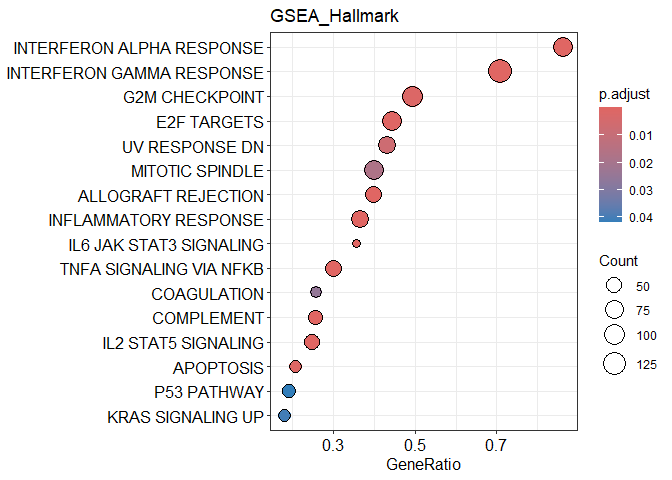 GSEA_Hallmark
INTERFERON ALPHA RESPONSE
INTERFERON GAMMA RESPONSE
G2M CHECKPOINT
E2F TARGETS
UV RESPONSE DN
MITOTIC SPINDLE
ALLOGRAFT REJECTION
INFLAMMATORY RESPONSE
IL6 JAK STAT3 SIGNALING
TNFA SIGNALING VIA NFKB
COAGULATION
COMPLEMENT
IL2 STAT5 SIGNALING
APOPTOSIS
P53 PATHWAY
KRAS SIGNALING UP
0.3 0.5 0.7
GeneRatio
p.adjust
0.01
0.02
0.03
0.04
Count
50
75
100
125